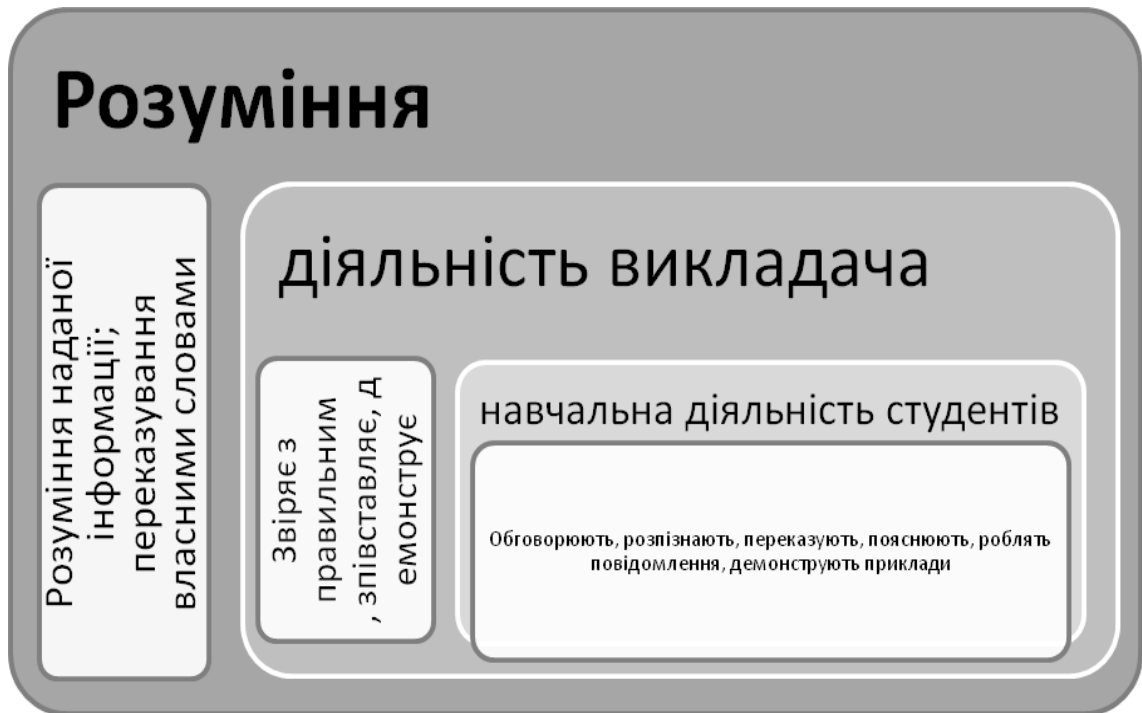 Розуміння
Розуміння наданої
інформації;
переказування
власними словами
діяльність викладача
Звіряє з
правильним
, зпівставляє, д
емонструє
навчальна діяльність студентів
Обговорюють, розпізнають, переказують, пояснюють, роблять
повідомлення, демонструють приклади